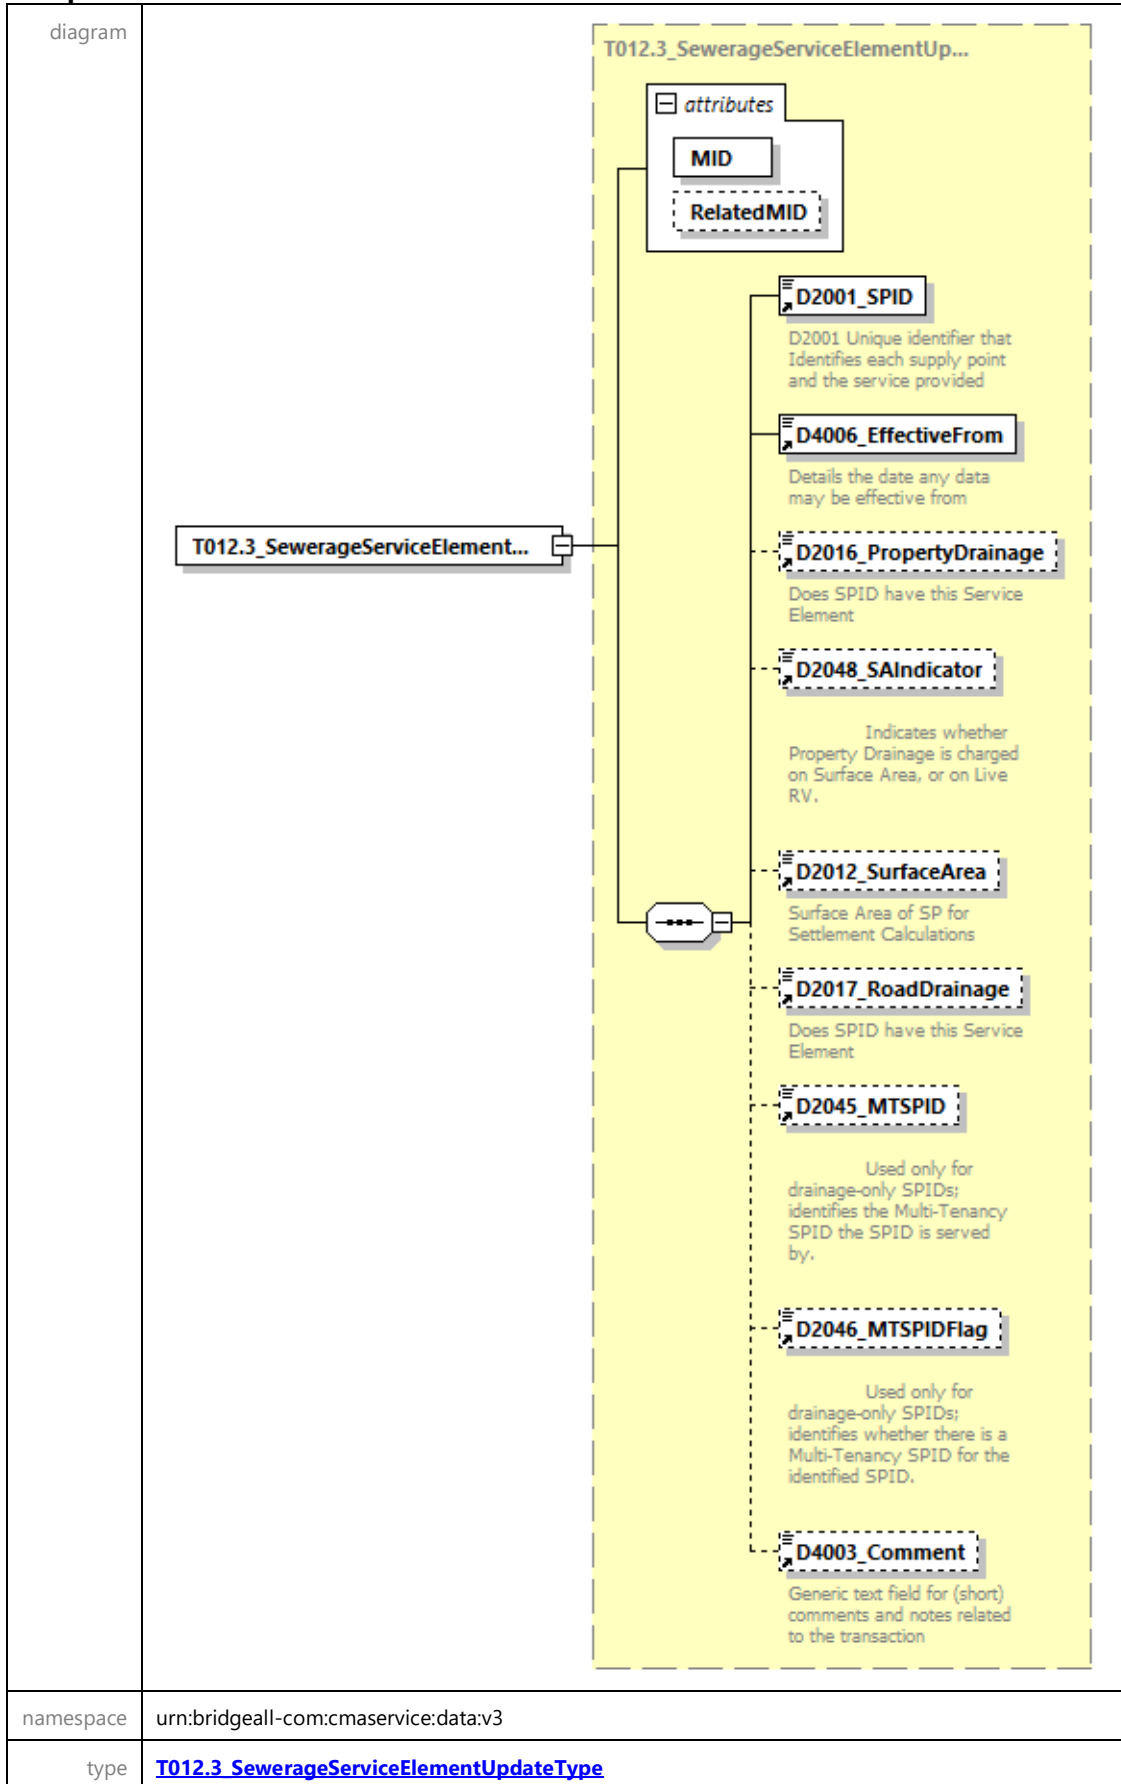 diagram
T012.3_SewerageServiceElementUp...
attributes
MID
RelatedMID
D2001_SPID
D2001 Unique identifier that
Identifies each supply point
and the service provided
D4006_EffectiveFrom
Details the date any data
may be effective from
T012.3_SewerageServiceElement...
D2016_PropertyDrainage
Does SPID have this Service
Element
D2048_SAIndicator
Indicates whether
Property Drainage is charged
on Surface Area, or on Live
RV.
D2012_SurfaceArea
Surface Area of SP for
Settlement Calculations
D2017_RoadDrainage
Does SPID have this Service
Element
D2045_MTSPID
Used only for
drainage-only SPIDs;
identifies the Multi-Tenancy
SPID the SPID is served
by.
D2046_MTSPIDFlag
Used only for
drainage-only SPIDs;
identifies whether there is a
Multi-Tenancy SPID for the
identified SPID.
D4003_Comment
Generic text field for (short)
comments and notes related
to the transaction
namespace urn:bridgeall-com:cmaservice:data:v3
type T012.3_SewerageServiceElementUpdateType